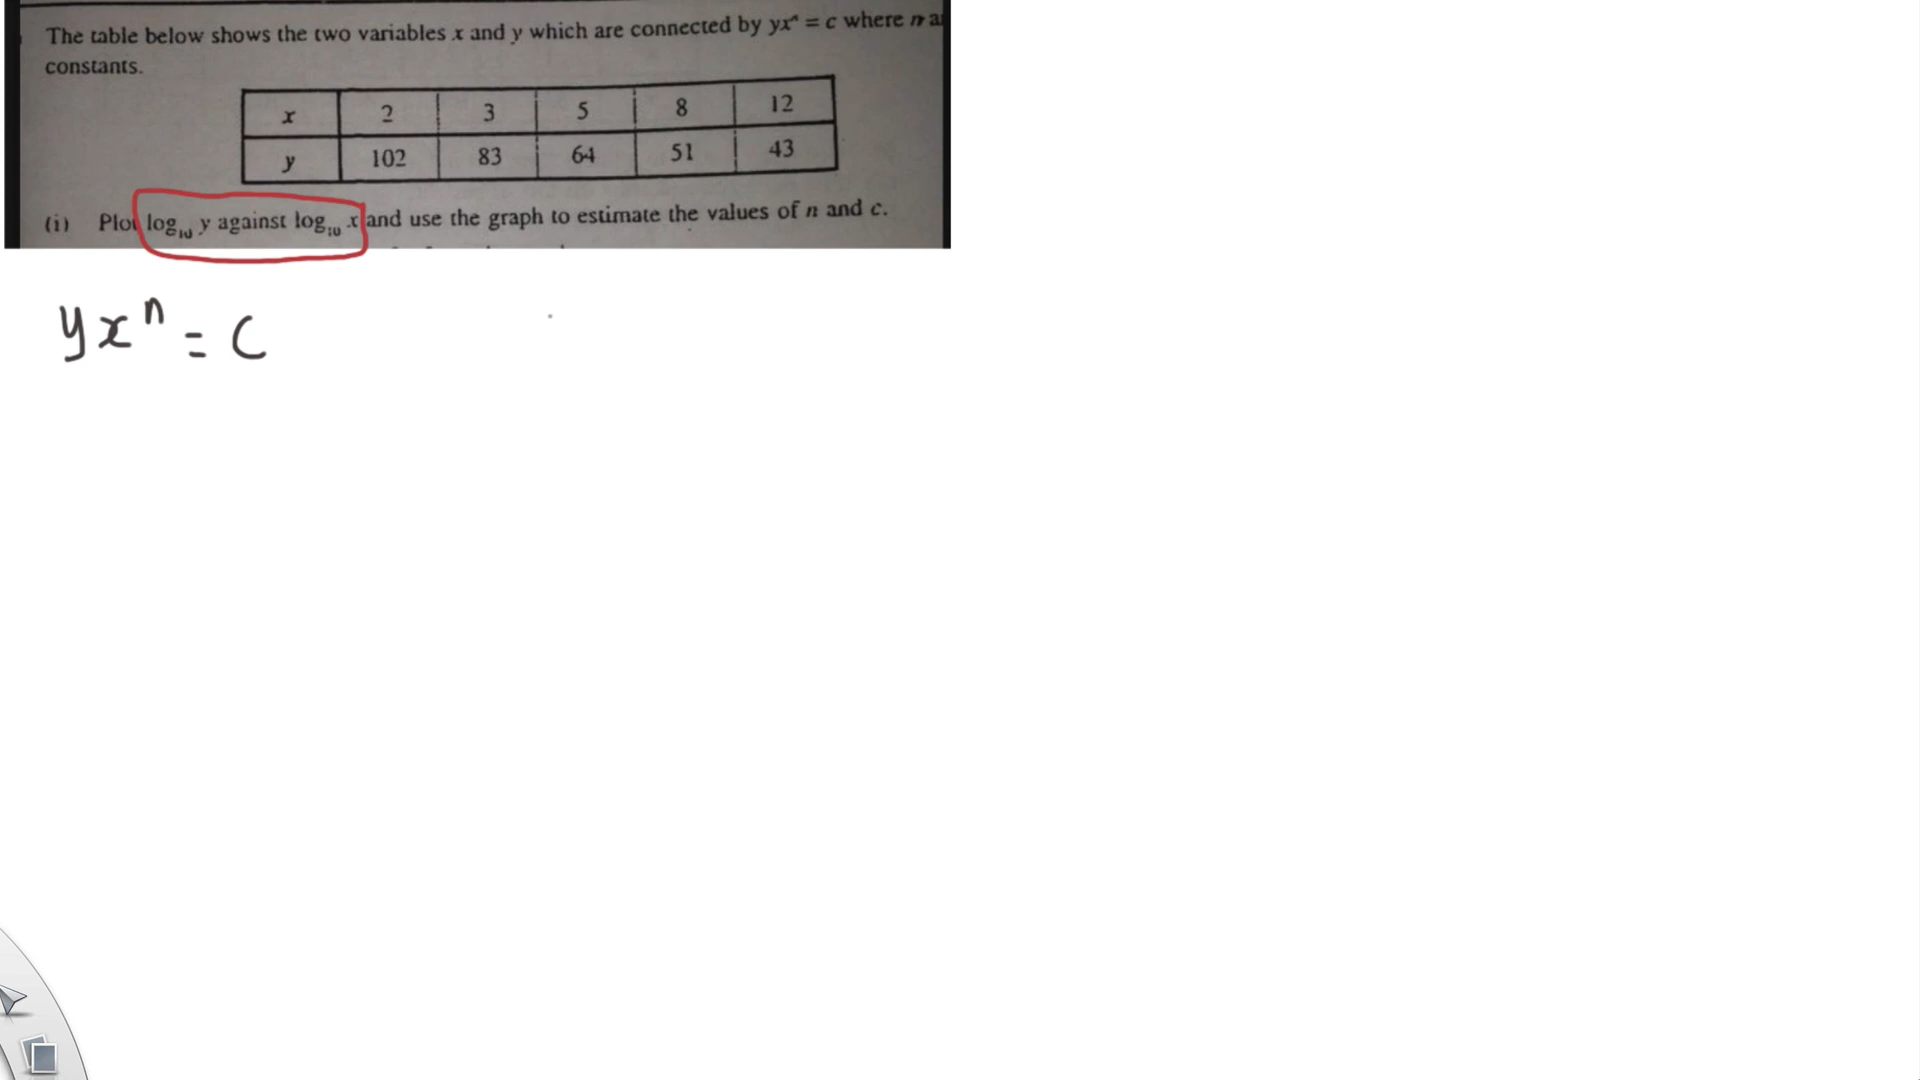 The table below shows the two variables x and y which are connected by yxⁿ = c where n a
constants.
x 2 3 5 8 12
y 102 83 64 51 43
(i) Plot log₁₀ y against log₁₀ x and use the graph to estimate the values of n and c.
yxⁿ = c